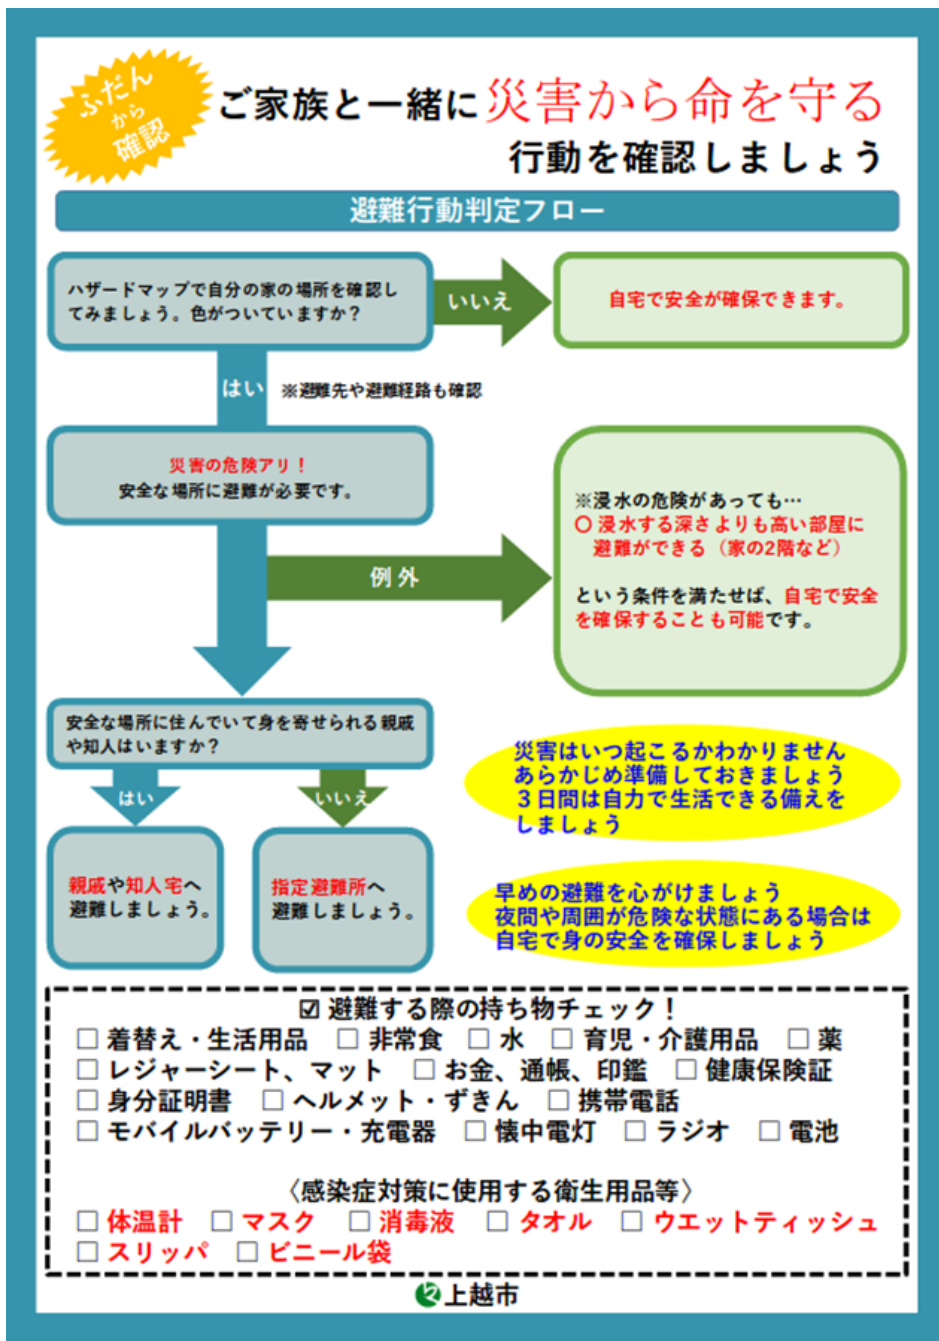 ふだん
から
確認
ご家族と一緒に災害から命を守る
行動を確認しましょう
避難行動判定フロー
ハザードマップで自分の家の場所を確認し
てみましょう。色がついていますか？
いいえ
自宅で安全が確保できます。
はい
※避難先や避難経路も確認
災害の危険アリ！
安全な場所に避難が必要です。
例外
※浸水の危険があっても…
〇 浸水する深さよりも高い部屋に
避難ができる（家の2階など）
という条件を満たせば、自宅で安全
を確保することも可能です。
安全な場所に住んでいて身を寄せられる親戚
や知人はいますか？
はい
いいえ
親戚や知人宅へ
避難しましょう。
指定避難所へ
避難しましょう。
災害はいつ起こるかわかりません
あらかじめ準備しておきましょう
３日間は自力で生活できる備えを
しましょう
早めの避難を心がけましょう
夜間や周囲が危険な状態にある場合は
自宅で身の安全を確保しましょう
☑ 避難する際の持ち物チェック！
□ 着替え・生活用品 □ 非常食 □ 水 □ 育児・介護用品 □ 薬
□ レジャーシート、マット □ お金、通帳、印鑑 □ 健康保険証
□ 身分証明書 □ ヘルメット・ずきん □ 携帯電話
□ モバイルバッテリー・充電器 □ 懐中電灯 □ ラジオ □ 電池
〈感染症対策に使用する衛生用品等〉
□ 体温計 □ マスク □ 消毒液 □ タオル □ ウエットティッシュ
□ スリッパ □ ビニール袋
上越市